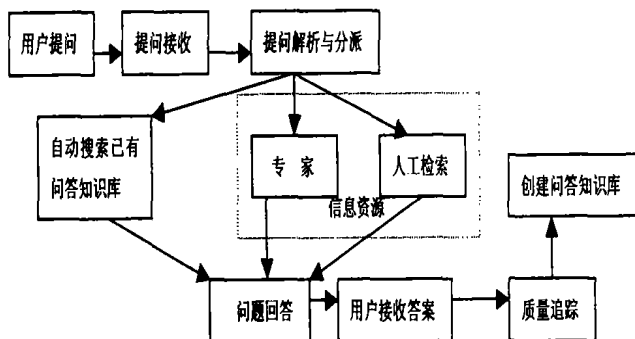 用户提问
提问接收
提问解析与分派
自动搜索已有
问答知识库
专 家
人工检索
信息资源
创建问答知识库
问题回答
用户接收答案
质量追踪